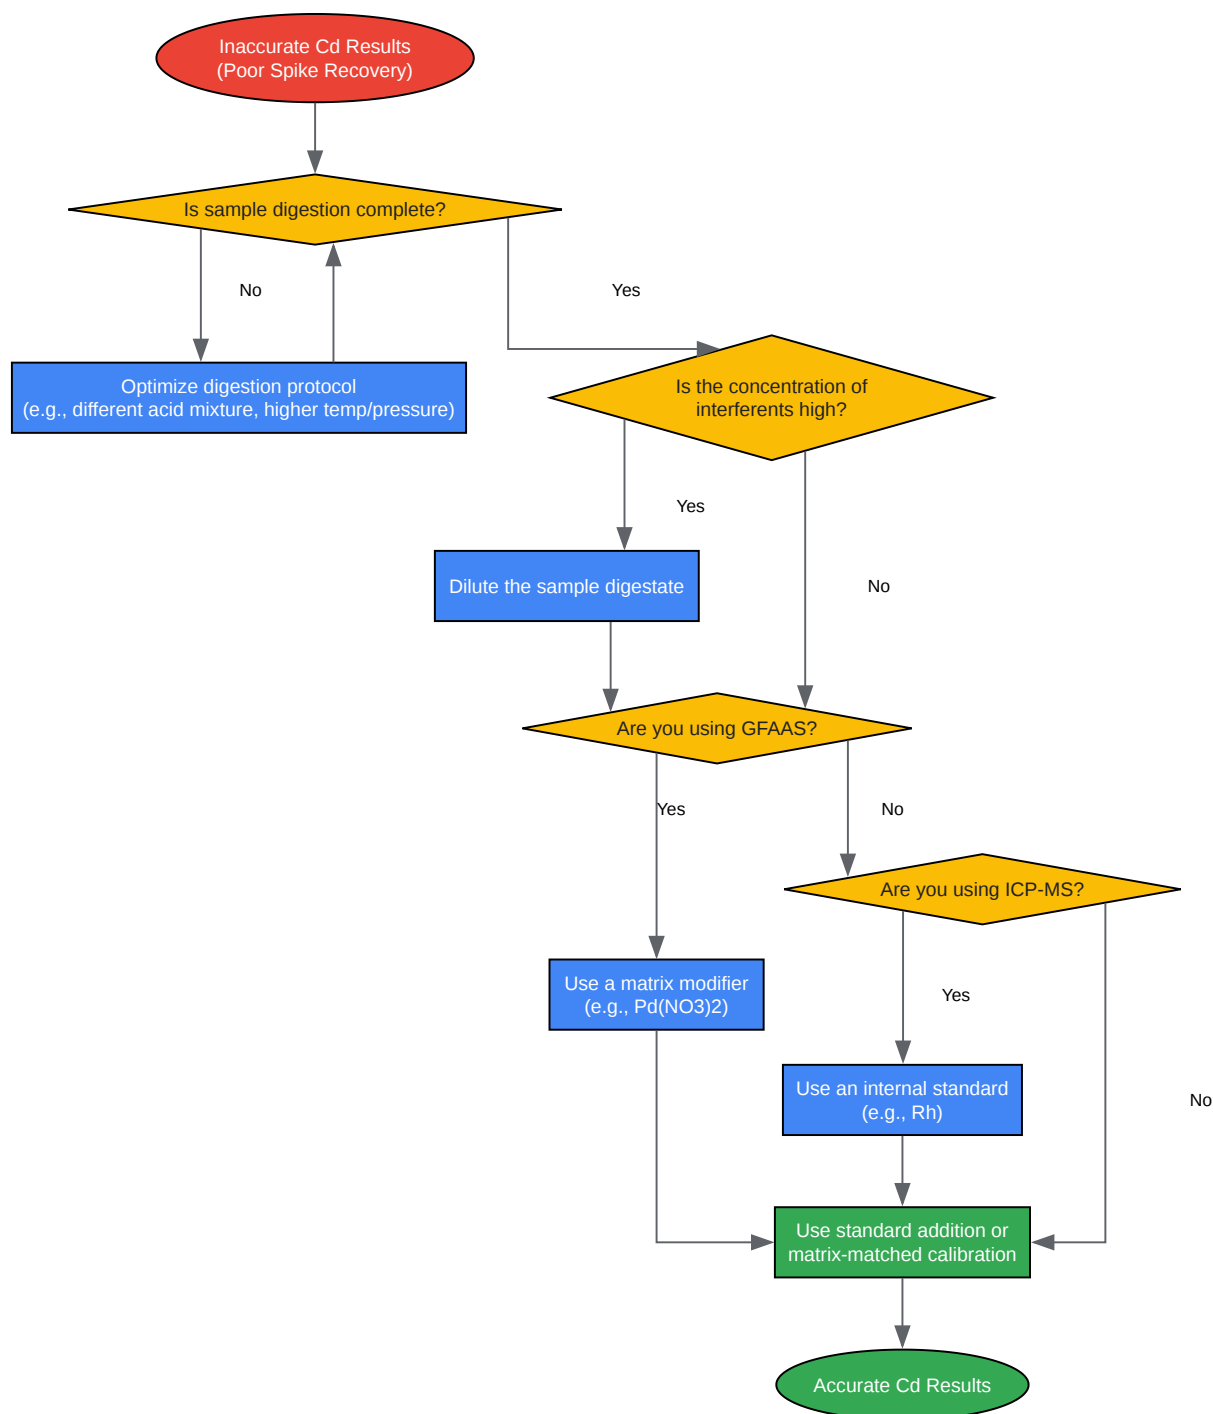 Inaccurate Cd Results
(Poor Spike Recovery)
Is sample digestion complete?
No
Yes
Optimize digestion protocol
(e.g., different acid mixture, higher temp/pressure)
Is the concentration of
interferents high?
Yes
Dilute the sample digestate
No
Are you using GFAAS?
Yes
No
Are you using ICP-MS?
Use a matrix modifier
(e.g., Pd(NO3)2)
Yes
Use an internal standard
(e.g., Rh)
No
Use standard addition or
matrix-matched calibration
Accurate Cd Results